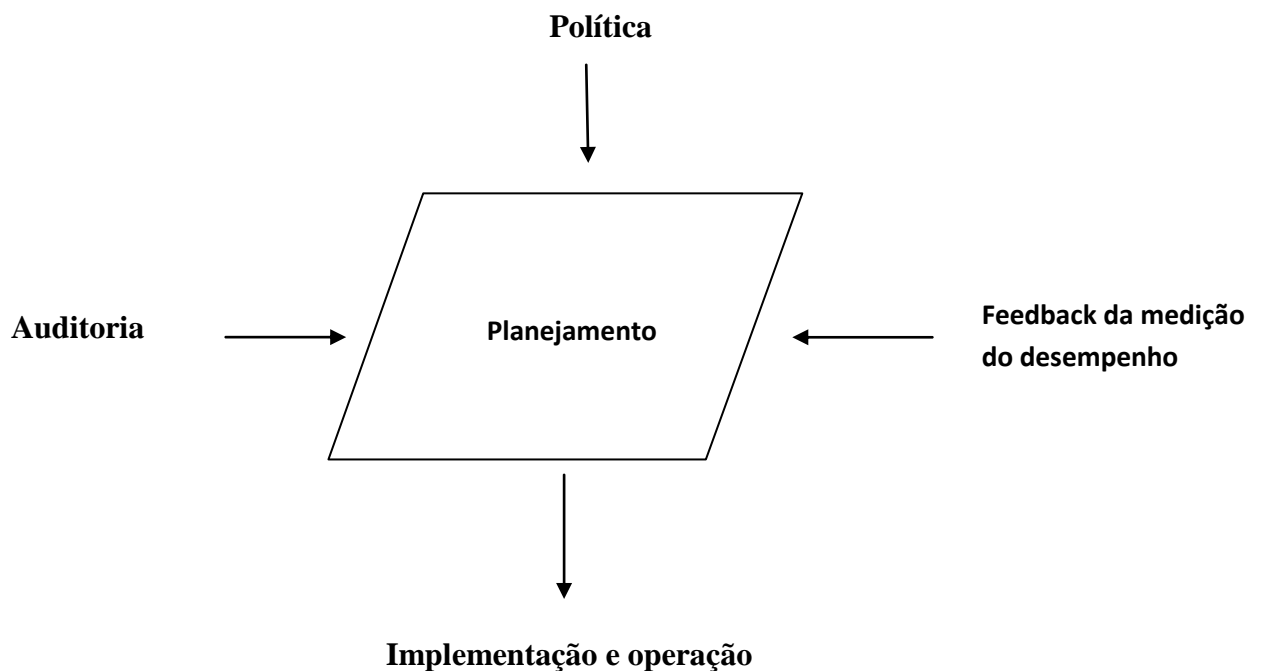 Política
Auditoria
Planejamento
Feedback da medição
do desempenho
Implementação e operação